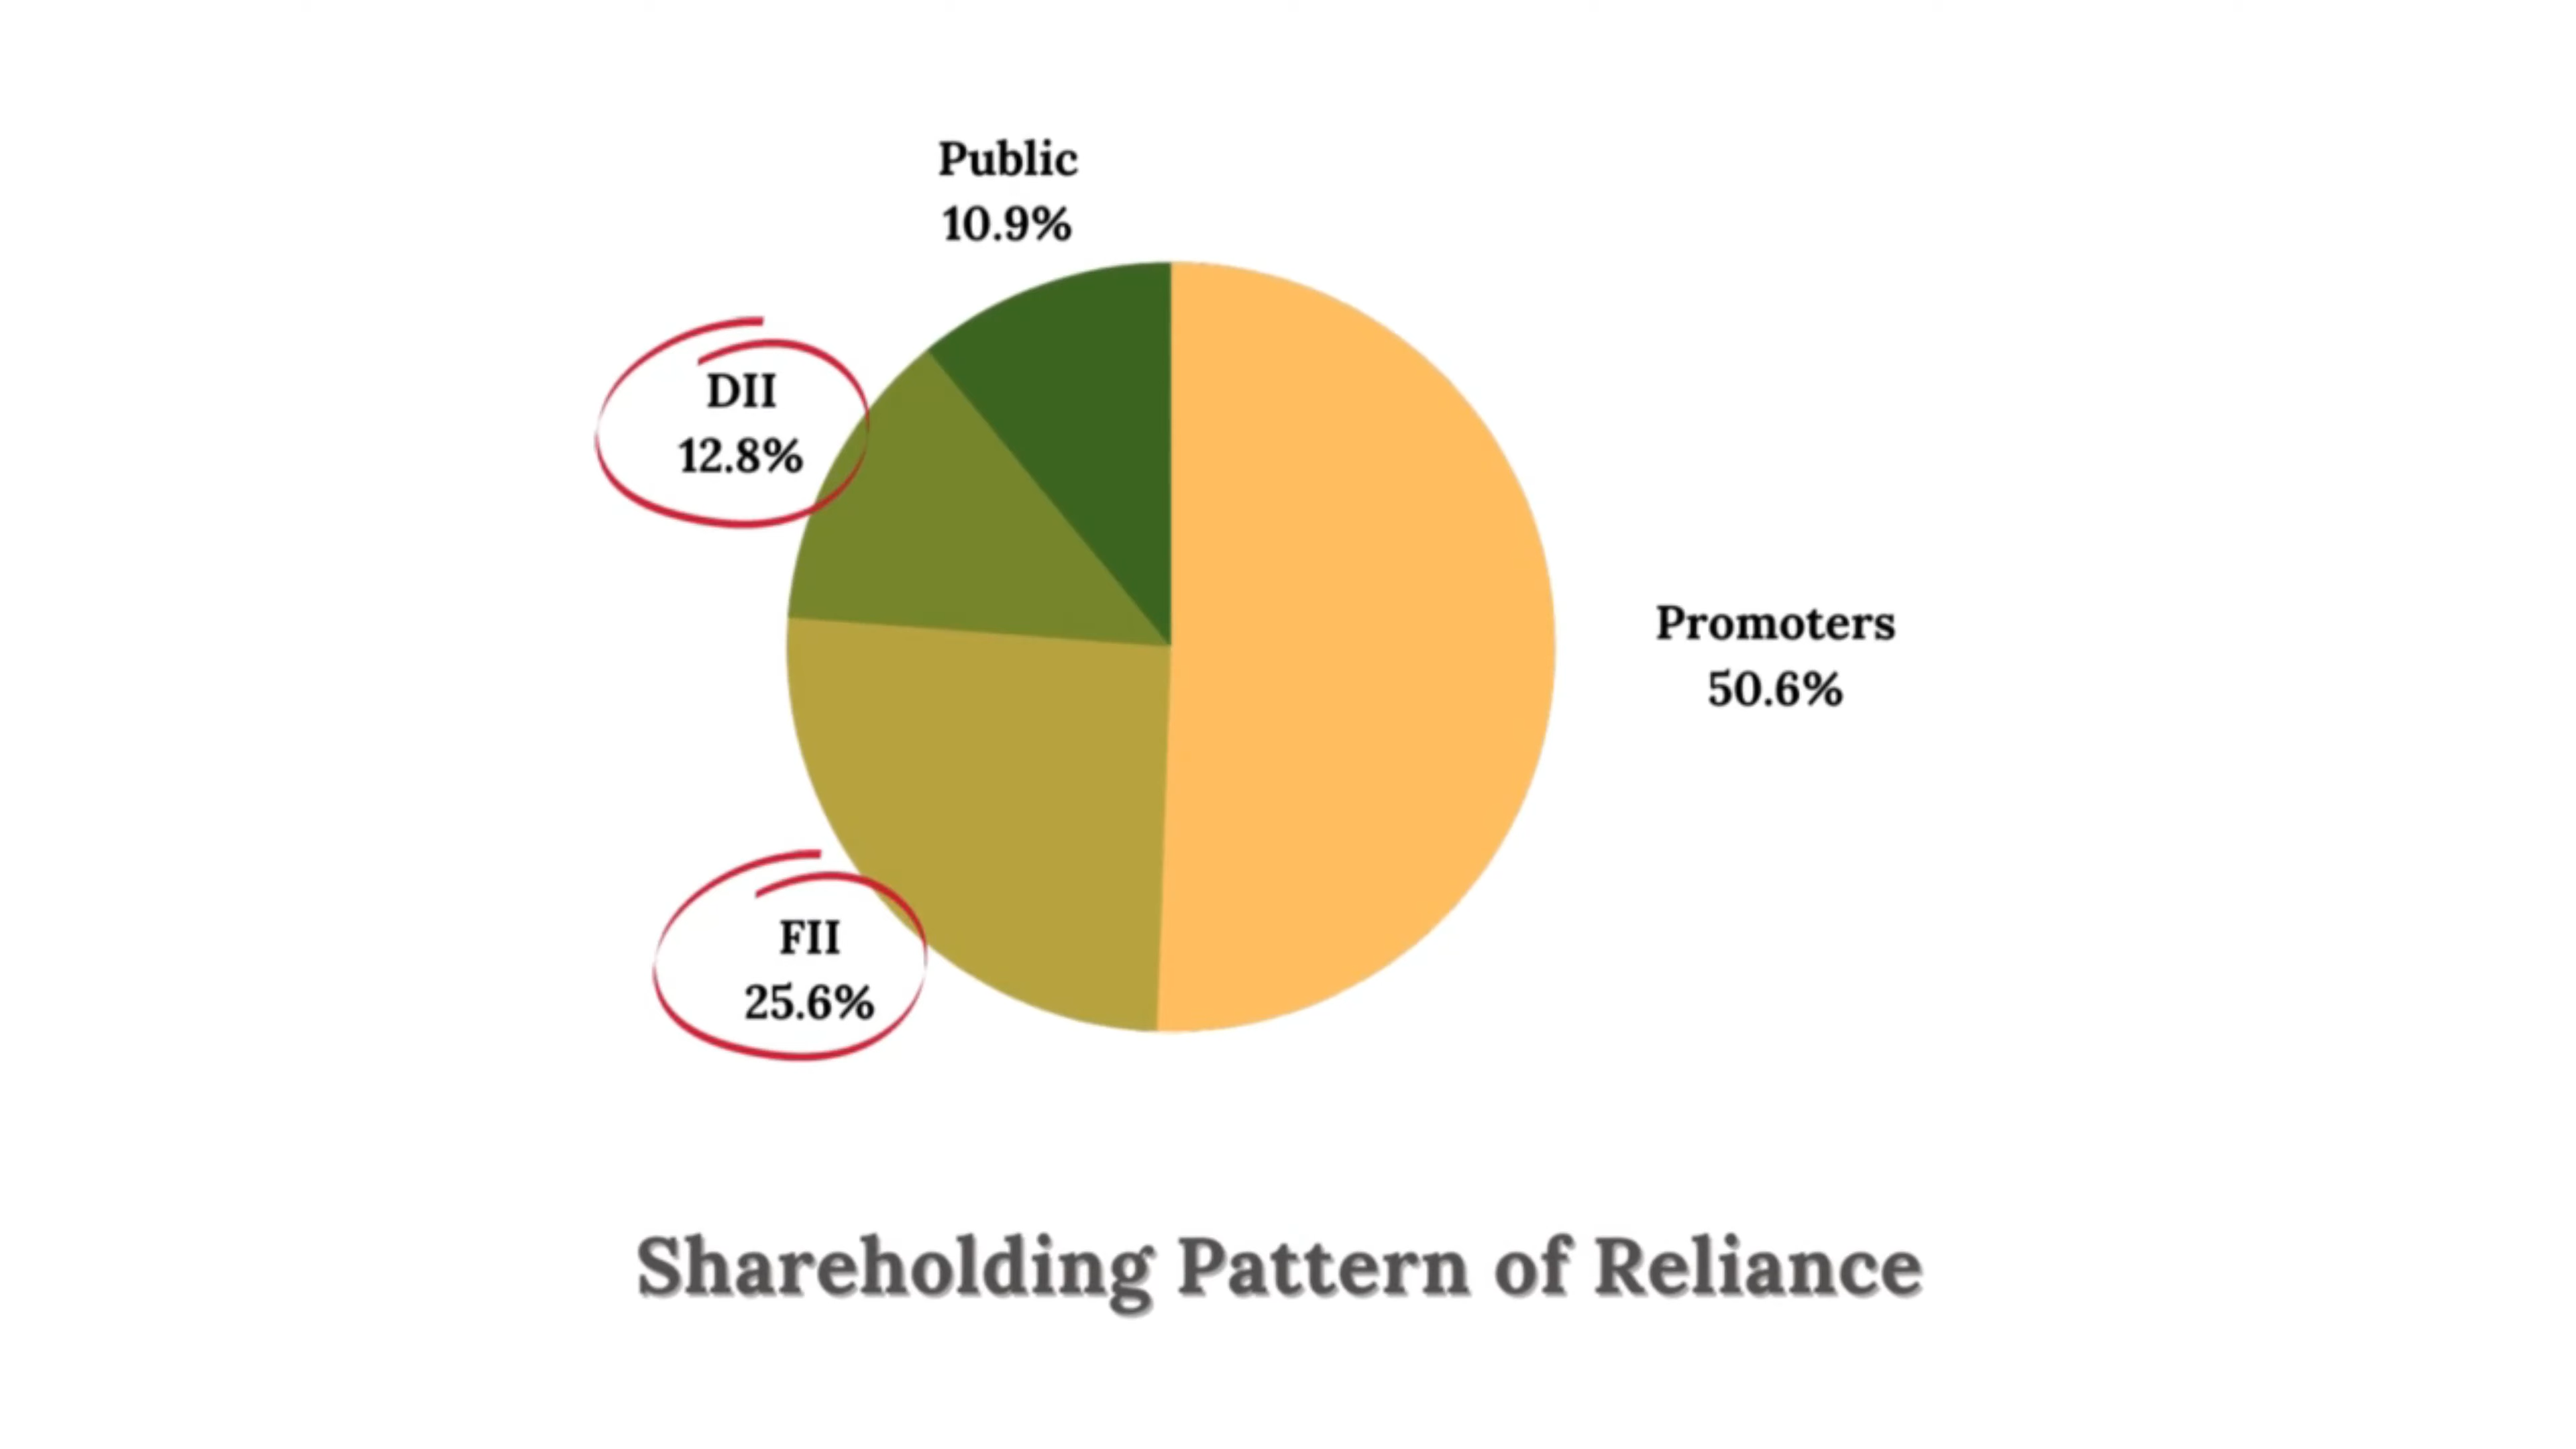 Public
10.9%
DII
12.8%
Promoters
50.6%
FII
25.6%
Shareholding Pattern of Reliance